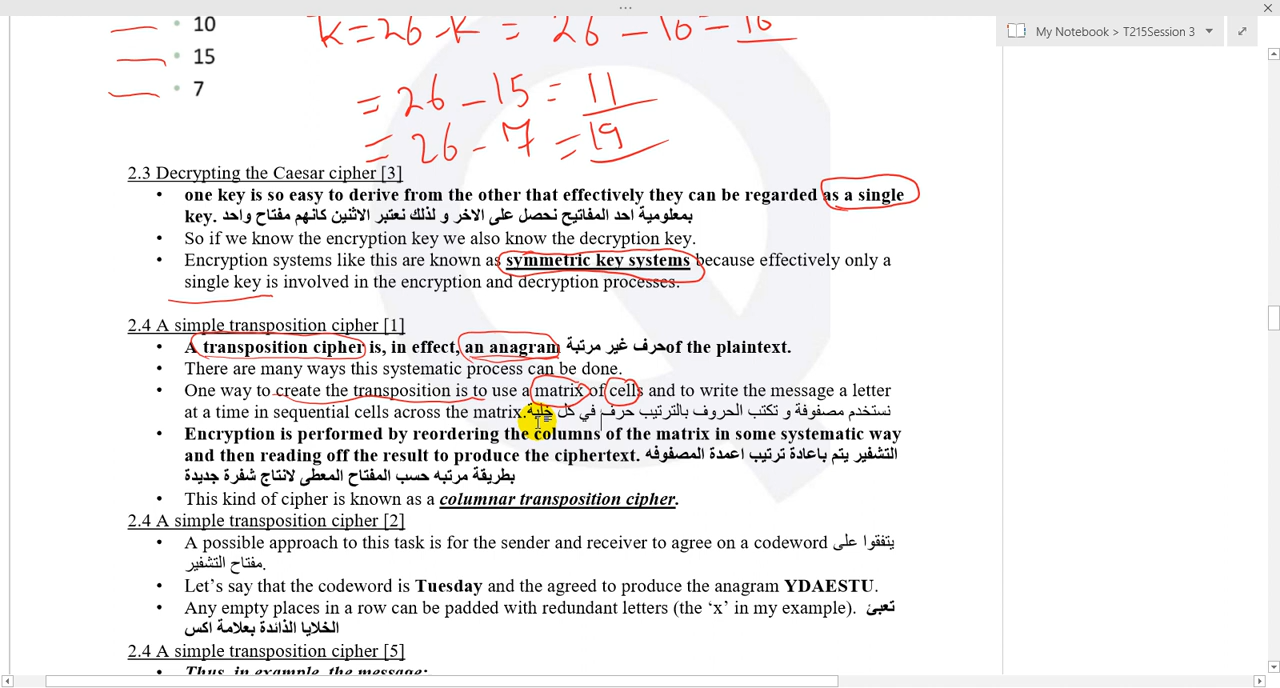 My Notebook > T215Session 3
• 10
K = 26 - K = 26 - 16 = 10
• 15
= 26 - 15 = 11
• 7
= 26 - 7 = 19
2.3 Decrypting the Caesar cipher [3]
• one key is so easy to derive from the other that effectively they can be regarded as a single
key. بمعلومية احد المفاتيح نحصل على الاخر و لذلك نعتبر الاثنين كانهم مفتاح واحد
• So if we know the encryption key we also know the decryption key.
• Encryption systems like this are known as symmetric key systems because effectively only a
single key is involved in the encryption and decryption processes.
2.4 A simple transposition cipher [1]
• A transposition cipher is, in effect, an anagram حرف غير مرتبة of the plaintext.
• There are many ways this systematic process can be done.
• One way to create the transposition is to use a matrix of cells and to write the message a letter
at a time in sequential cells across the matrix. نستخدم مصفوفة و تكتب الحروف بالترتيب حرف في كل خلية
• Encryption is performed by reordering the columns of the matrix in some systematic way
and then reading off the result to produce the ciphertext. التشفير يتم باعادة ترتيب اعمدة المصفوفه
بطريقة مرتبه حسب المفتاح المعطى لانتاج شفرة جديدة
• This kind of cipher is known as a columnar transposition cipher.
2.4 A simple transposition cipher [2]
• A possible approach to this task is for the sender and receiver to agree on a codeword يتفقوا على
مفتاح التشفير.
• Let’s say that the codeword is Tuesday and the agreed to produce the anagram YDAESTU.
• Any empty places in a row can be padded with redundant letters (the ‘x’ in my example). تعبئ
الخلايا الذائدة بعلامة اكس
2.4 A simple transposition cipher [5]
• Thus, in example, the message: